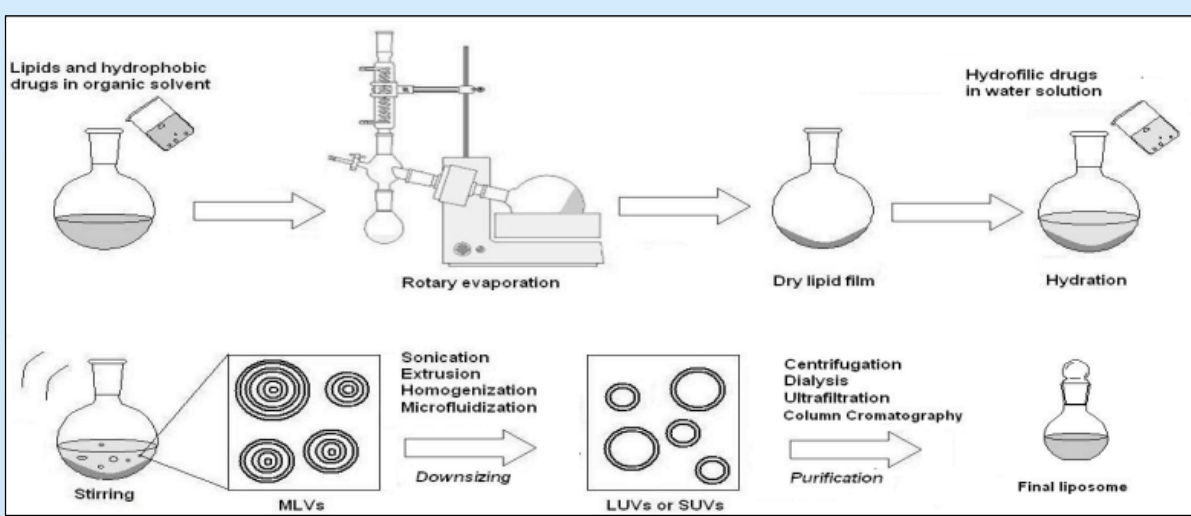 Lipids and hydrophobic
drugs in organic solvent
Hydrofilic drugs
in water solution
Rotary evaporation
Dry lipid film
Hydration
Stirring
MLVs
Sonication
Extrusion
Homogenization
Microfluidization
Downsizing
LUVs or SUVs
Centrifugation
Dialysis
Ultrafiltration
Column Cromatography
Purification
Final liposome